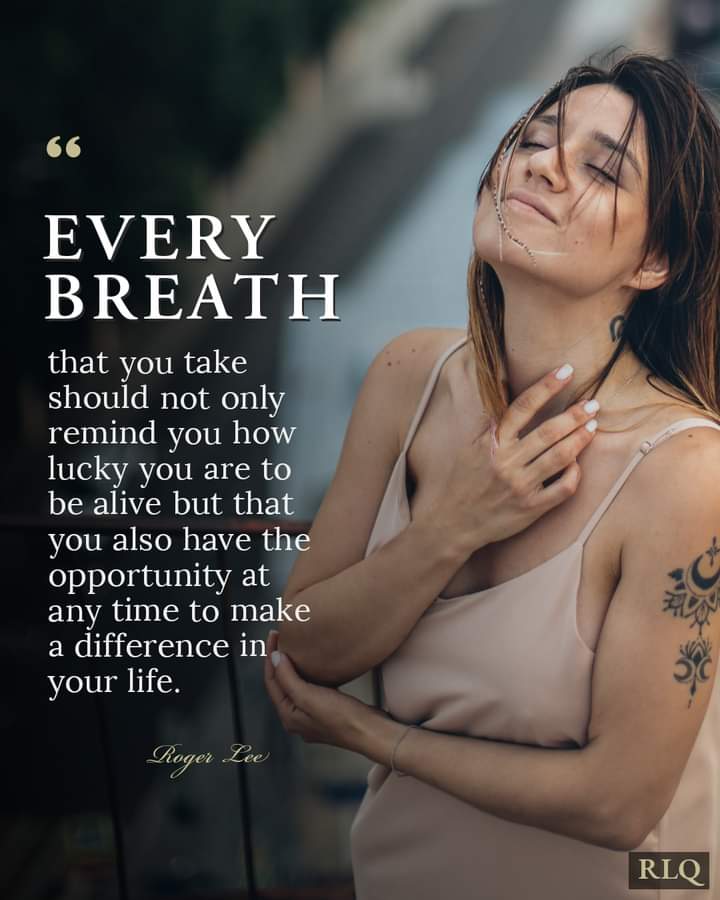 “
EVERY
BREATH
that you take
should not only
remind you how
lucky you are to
be alive but that
you also have the
opportunity at
any time to make
a difference in
your life.
Roger Lee
RLQ